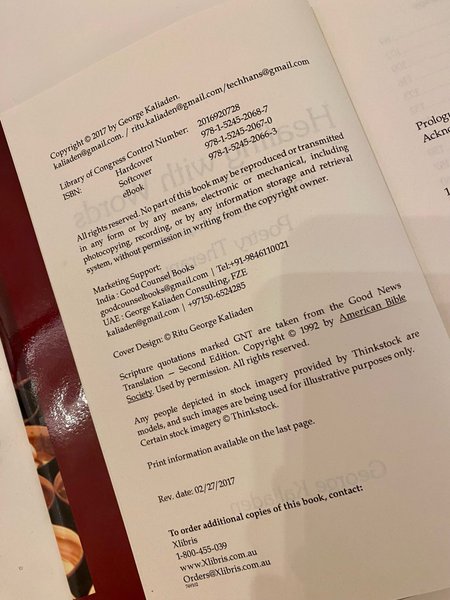 Copyright © 2017 by George Kaliaden.
kaliaden@gmail.com. / ritu.kaliaden@gmail.com/techhans@gmail.com
Library of Congress Control Number: 2016920728
ISBN: Hardcover 978-1-5245-2068-7
Softcover 978-1-5245-2067-0
eBook 978-1-5245-2066-3
All rights reserved. No part of this book may be reproduced or transmitted
in any form or by any means, electronic or mechanical, including
photocopying, recording, or by any information storage and retrieval
system, without permission in writing from the copyright owner.
Marketing Support:
India : Good Counsel Books
goodcounselbooks@gmail.com | Tel:+91-9846110021
UAE : George Kaliaden Consulting, FZE
kaliaden@gmail.com | +97150-6524285
Cover Design: © Ritu George Kaliaden
Scripture quotations marked GNT are taken from the Good News
Translation — Second Edition. Copyright © 1992 by American Bible
Society. Used by permission. All rights reserved.
Any people depicted in stock imagery provided by Thinkstock are
models, and such images are being used for illustrative purposes only.
Certain stock imagery © Thinkstock.
Print information available on the last page.
Rev. date: 02/27/2017
To order additional copies of this book, contact:
Xlibris
1-800-455-039
www.Xlibris.com.au
Orders@Xlibris.com.au
Healing with Words
George Kaliaden